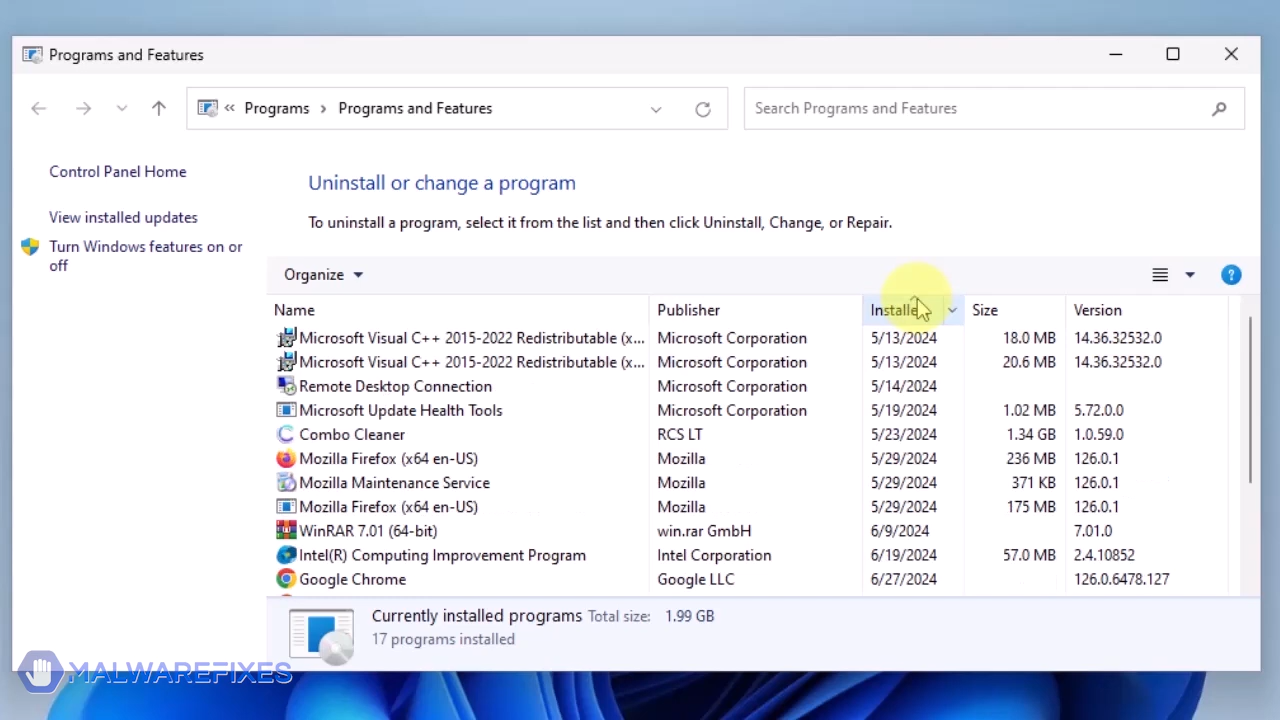 Programs and Features
« Programs > Programs and Features
Search Programs and Features
Control Panel Home
View installed updates
Turn Windows features on or
off
Uninstall or change a program
To uninstall a program, select it from the list and then click Uninstall, Change, or Repair.
Organize
Name Publisher Installe Size Version
Microsoft Visual C++ 2015-2022 Redistributable (x... Microsoft Corporation 5/13/2024 18.0 MB 14.36.32532.0
Microsoft Visual C++ 2015-2022 Redistributable (x... Microsoft Corporation 5/13/2024 20.6 MB 14.36.32532.0
Remote Desktop Connection Microsoft Corporation 5/14/2024
Microsoft Update Health Tools Microsoft Corporation 5/19/2024 1.02 MB 5.72.0.0
Combo Cleaner RCS LT 5/23/2024 1.34 GB 1.0.59.0
Mozilla Firefox (x64 en-US) Mozilla 5/29/2024 236 MB 126.0.1
Mozilla Maintenance Service Mozilla 5/29/2024 371 KB 126.0.1
Mozilla Firefox (x64 en-US) Mozilla 5/29/2024 175 MB 126.0.1
WinRAR 7.01 (64-bit) win.rar GmbH 6/9/2024 7.01.0
Intel(R) Computing Improvement Program Intel Corporation 6/19/2024 57.0 MB 2.4.10852
Google Chrome Google LLC 6/27/2024 126.0.6478.127
Currently installed programs Total size: 1.99 GB
17 programs installed
MALWAREFIXES